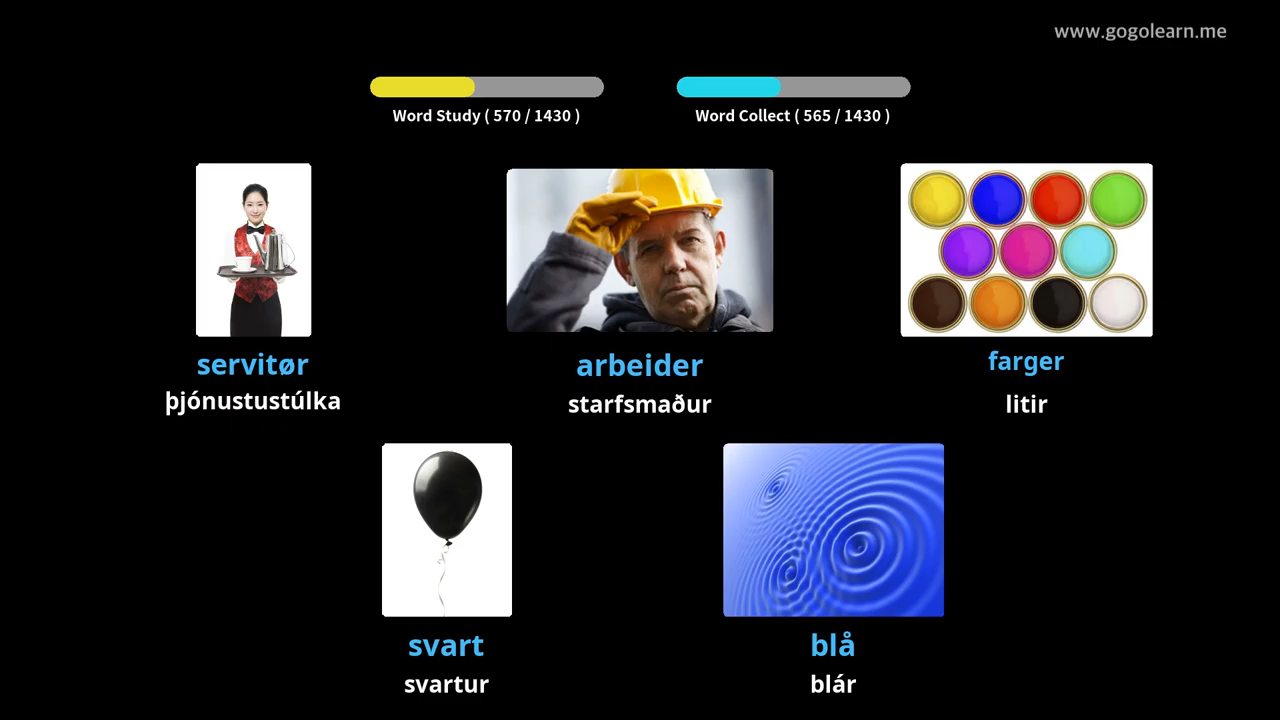 www.gogolearn.me
Word Study ( 570 / 1430 )
Word Collect ( 565 / 1430 )
servitør
þjónustustúlka
arbeider
starfsmaður
farger
litir
svart
svartur
blå
blár